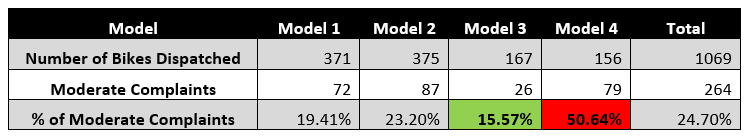 Model Model 1 Model 2 Model 3 Model 4 Total
Number of Bikes Dispatched 371 375 167 156 1069
Moderate Complaints 72 87 26 79 264
% of Moderate Complaints 19.41% 23.20% 15.57% 50.64% 24.70%